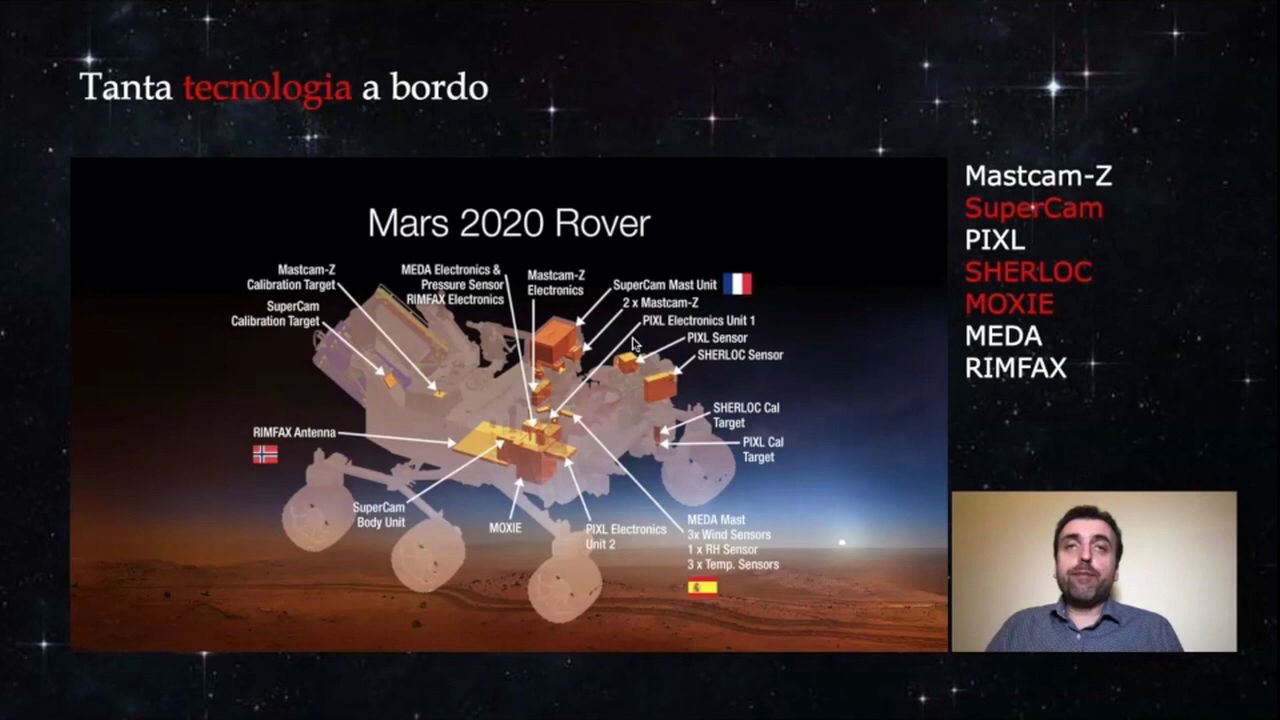 Tanta tecnologia a bordo
Mars 2020 Rover
Mastcam-Z
Calibration Target
SuperCam
Calibration Target
MEDA Electronics &
Pressure Sensor
RIMFAX Electronics
Mastcam-Z
Electronics
SuperCam Mast Unit
2 x Mastcam-Z
PIXL Electronics Unit 1
PIXL Sensor
SHERLOC Sensor
SHERLOC Cal
Target
PIXL Cal
Target
RIMFAX Antenna
SuperCam
Body Unit
MOXIE
PIXL Electronics
Unit 2
MEDA Mast
3x Wind Sensors
1 x RH Sensor
3 x Temp. Sensors
Mastcam-Z
SuperCam
PIXL
SHERLOC
MOXIE
MEDA
RIMFAX